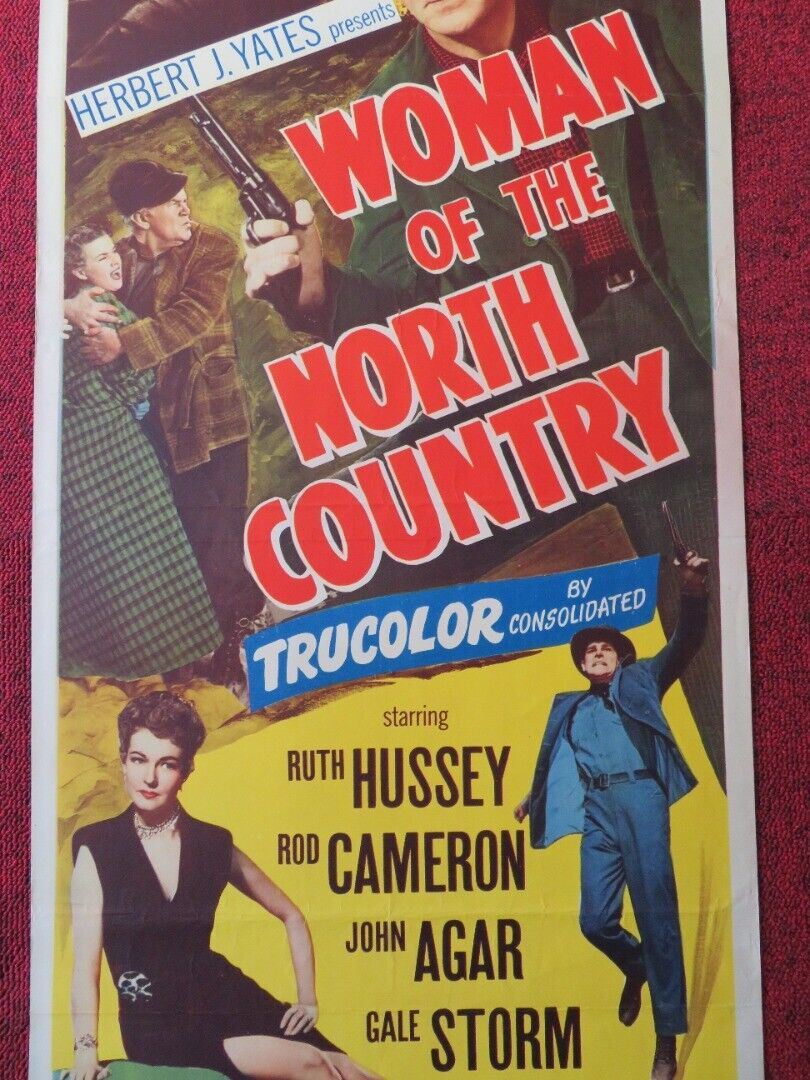 HERBERT J. YATES presents
WOMAN
OF THE
NORTH
COUNTRY
TRUCOLOR BY CONSOLIDATED
starring
RUTH HUSSEY
ROD CAMERON
JOHN AGAR
GALE STORM